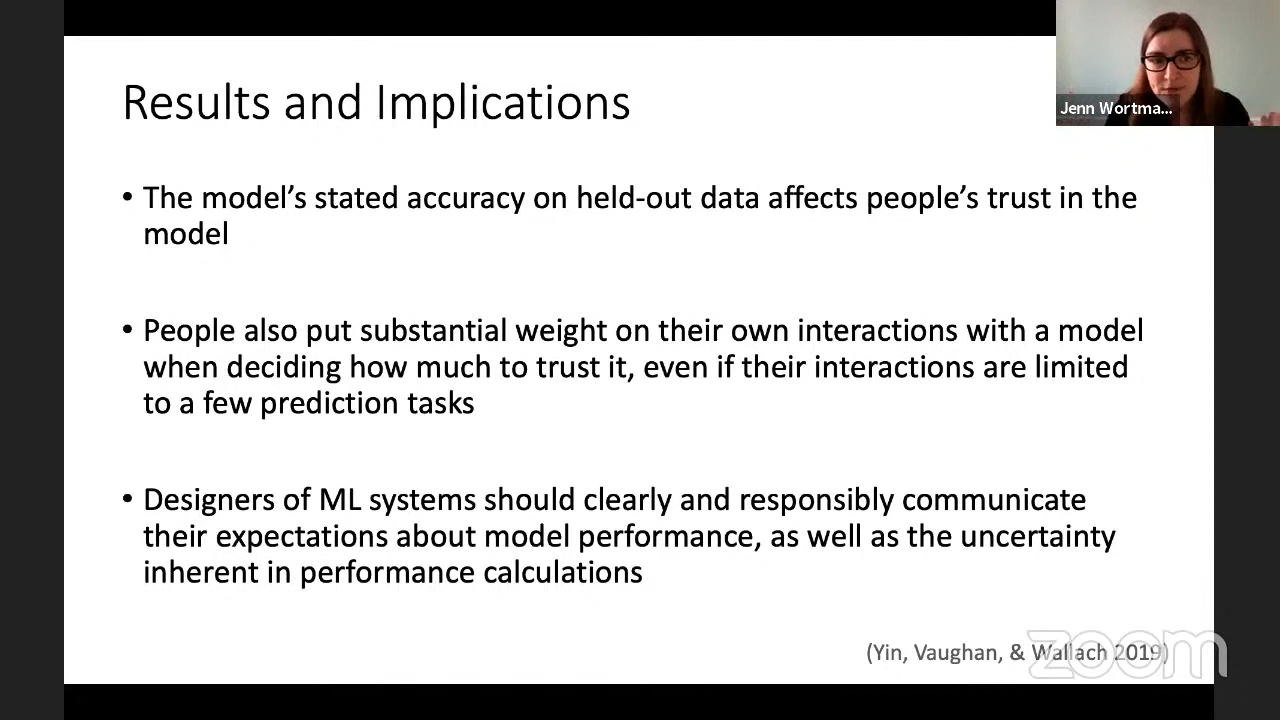 Results and Implications
Jenn Wortma...
• The model’s stated accuracy on held-out data affects people’s trust in the
model
• People also put substantial weight on their own interactions with a model
when deciding how much to trust it, even if their interactions are limited
to a few prediction tasks
• Designers of ML systems should clearly and responsibly communicate
their expectations about model performance, as well as the uncertainty
inherent in performance calculations
(Yin, Vaughan, & Wallach 2019)
zoom